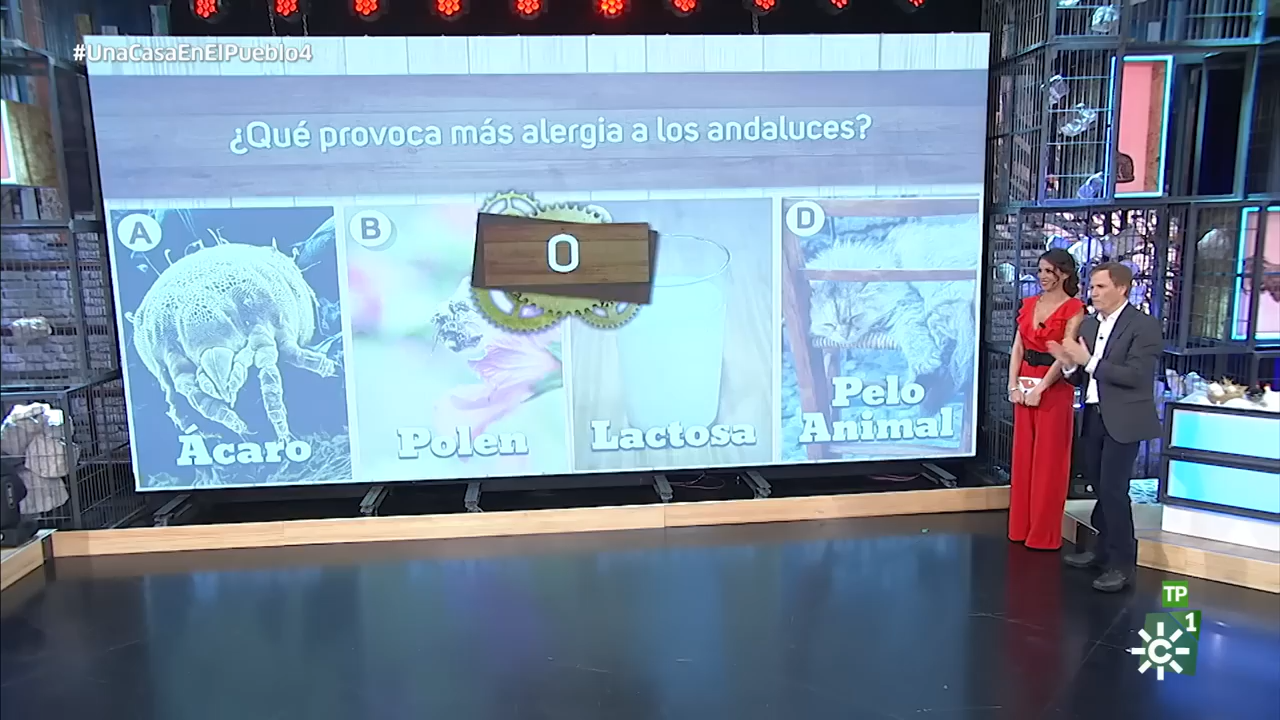 #UnaCasaEnElPueblo4
¿Qué provoca más alergia a los andaluces?
A
B
D
0
Ácaro
Polen
Lactosa
Pelo
Animal
TP
1
C